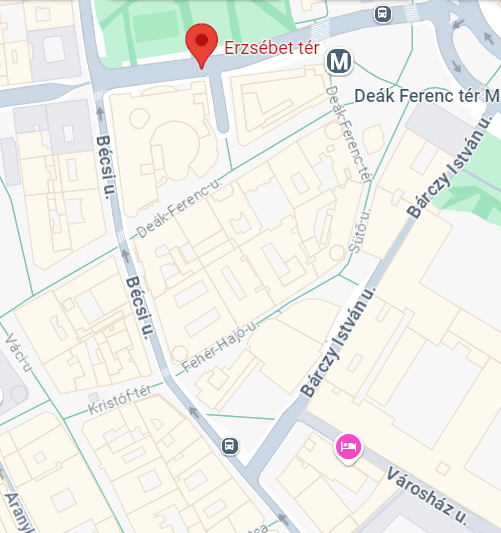 Erzsébet tér
M
Deák Ferenc tér M
Deák-Ferenc-tér
Bárczy István u.
Bécsi u.
Deák-Ferenc-u.
Sütő u.
Bécsi u.
Bárczy István u.
Fehér-Hajó-u
Váci u
Kristóf-tér
Városház u.